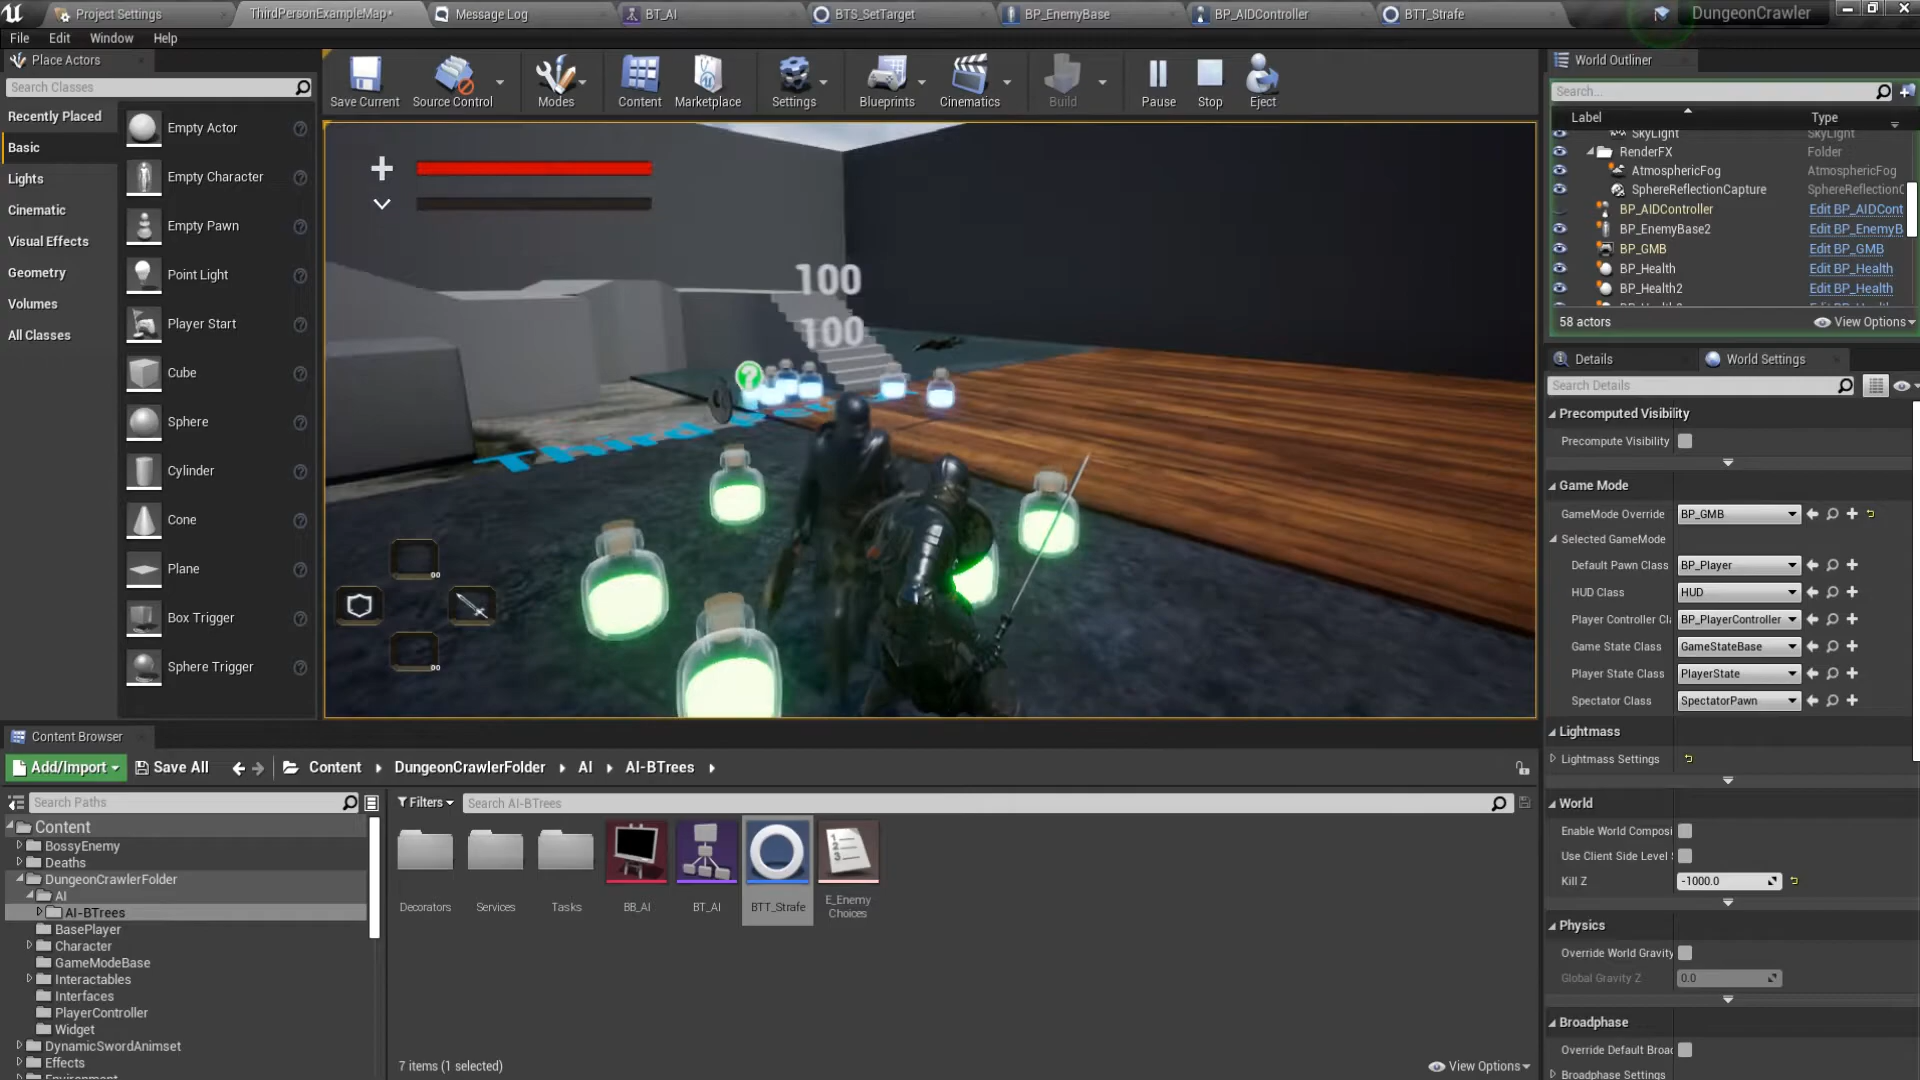 Project Settings
ThirdPersonExampleMap*
Message Log
BT_AI
BTS_SetTarget
BP_EnemyBase
BP_AIDController
BTT_Strafe
DungeonCrawler
File
Edit
Window
Help
Place Actors
Search Classes
Recently Placed
Basic
Lights
Cinematic
Visual Effects
Geometry
Volumes
All Classes
Empty Actor
Empty Character
Empty Pawn
Point Light
Player Start
Cube
Sphere
Cylinder
Cone
Plane
Box Trigger
Sphere Trigger
Save Current
Source Control
Modes
Content
Marketplace
Settings
Blueprints
Cinematics
Build
Pause
Stop
Eject
100
100
Third
World Outliner
Search...
Label
Type
SkyLight
SkyLight
RenderFX
Folder
AtmosphericFog
AtmosphericFog
SphereReflectionCapture
SphereReflectionC
BP_AIDController
Edit BP_AIDCont
BP_EnemyBase2
Edit BP_EnemyB
BP_GMB
Edit BP_GMB
BP_Health
Edit BP_Health
BP_Health2
Edit BP_Health
58 actors
View Options
Details
World Settings
Search Details
Precomputed Visibility
Precompute Visibility
Game Mode
GameMode Override
BP_GMB
Selected GameMode
Default Pawn Class
BP_Player
HUD Class
HUD
Player Controller Cl
BP_PlayerController
Game State Class
GameStateBase
Player State Class
PlayerState
Spectator Class
SpectatorPawn
Lightmass
Lightmass Settings
World
Enable World Composi
Use Client Side Level
Kill Z
-1000.0
Physics
Override World Gravity
Global Gravity Z
0.0
Broadphase
Override Default Broad
Broadphase Settings
Content Browser
Add/Import
Save All
Content
DungeonCrawlerFolder
AI
AI-BTrees
Search Paths
Filters
Search AI-BTrees
Content
BossyEnemy
Deaths
DungeonCrawlerFolder
AI
AI-BTrees
BasePlayer
Character
GameModeBase
Interactables
Interfaces
PlayerController
Widget
DynamicSwordAnimset
Effects
Decorators
Services
Tasks
BB_AI
BT_AI
BTT_Strafe
E_Enemy
Choices
7 items (1 selected)
View Options